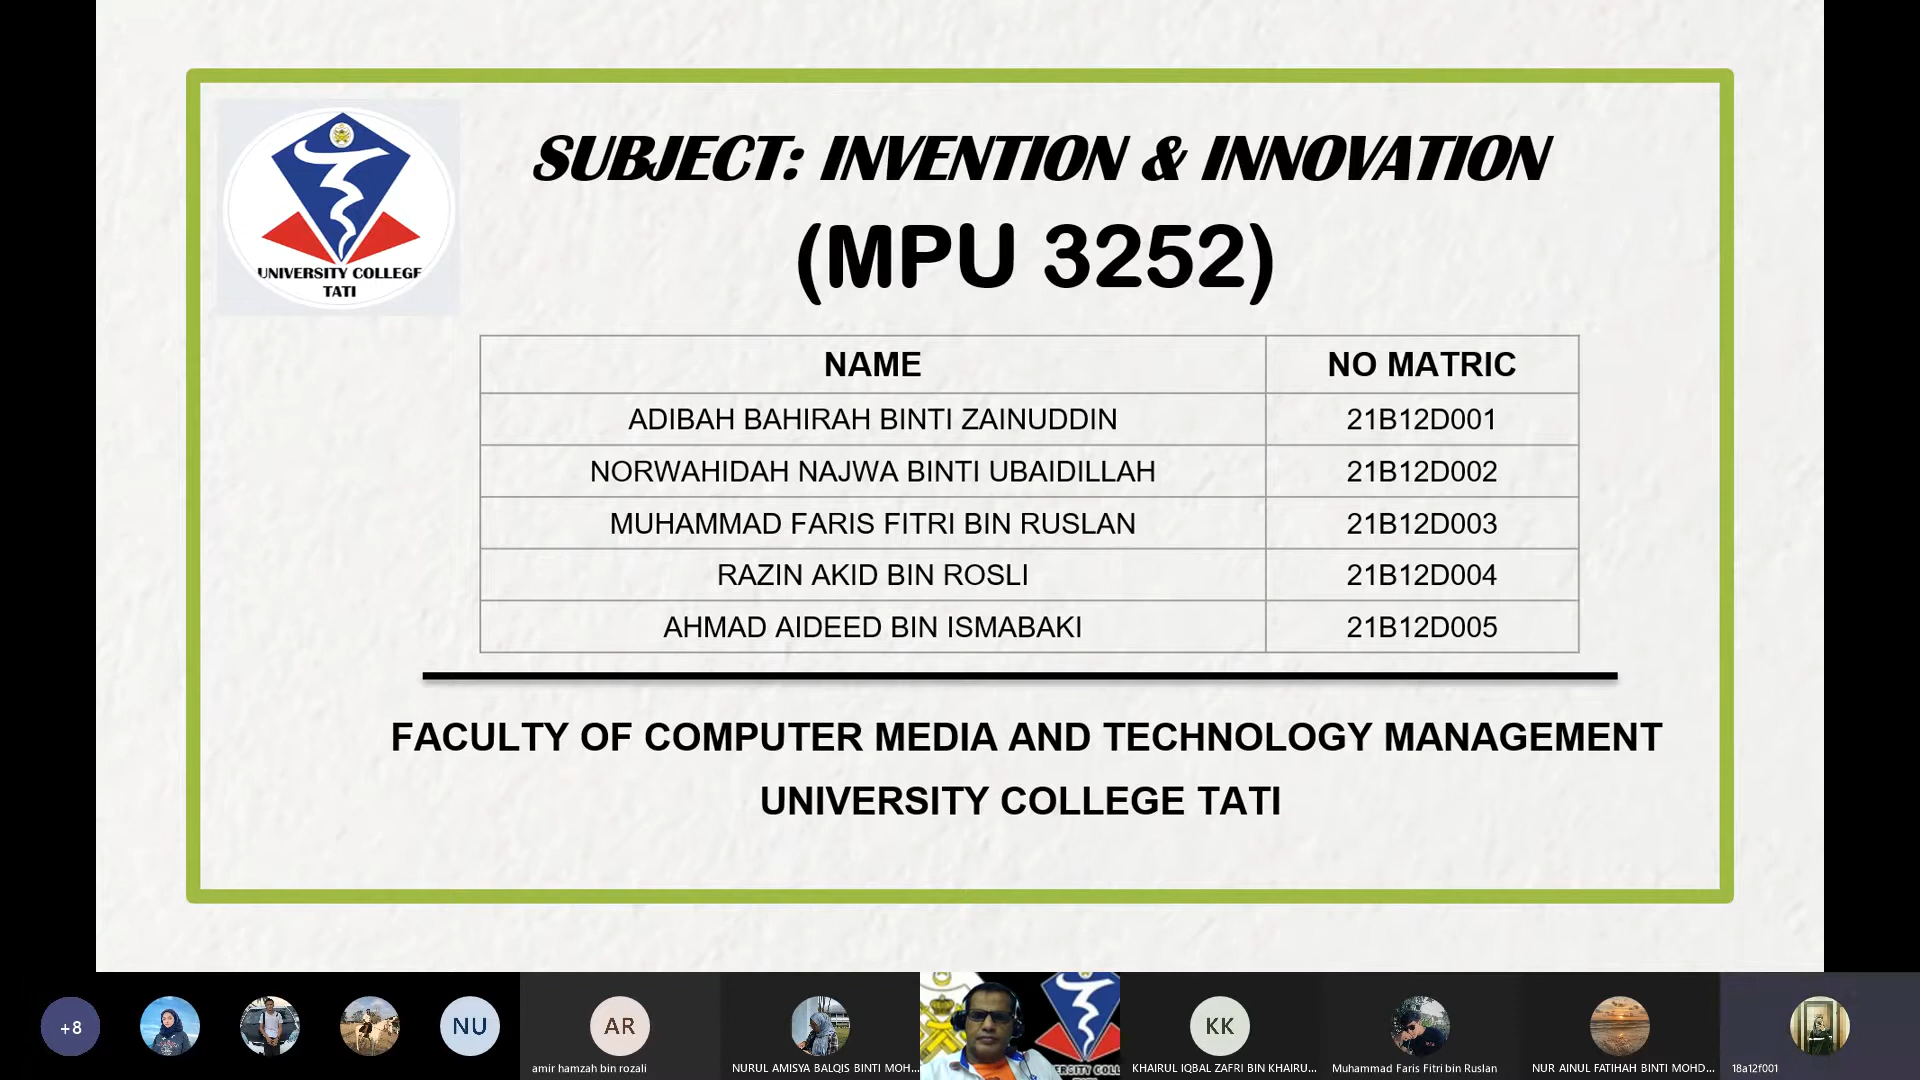 SUBJECT: INVENTION & INNOVATION
(MPU 3252)
UNIVERSITY COLLEGE
TATI
NAME NO MATRIC
ADIBAH BAHIRAH BINTI ZAINUDDIN 21B12D001
NORWAHIDAH NAJWA BINTI UBAIDILLAH 21B12D002
MUHAMMAD FARIS FITRI BIN RUSLAN 21B12D003
RAZIN AKID BIN ROSLI 21B12D004
AHMAD AIDEED BIN ISMABAKI 21B12D005
FACULTY OF COMPUTER MEDIA AND TECHNOLOGY MANAGEMENT
UNIVERSITY COLLEGE TATI
+8
NU
AR
KK
amir hamzah bin rozali
NURUL AMISYA BALQIS BINTI MOH...
KHAIRUL IQBAL ZAFRI BIN KHAIRU...
Muhammad Faris Fitri bin Ruslan
NUR AINUL FATIHAH BINTI MOHD...
18a12f001